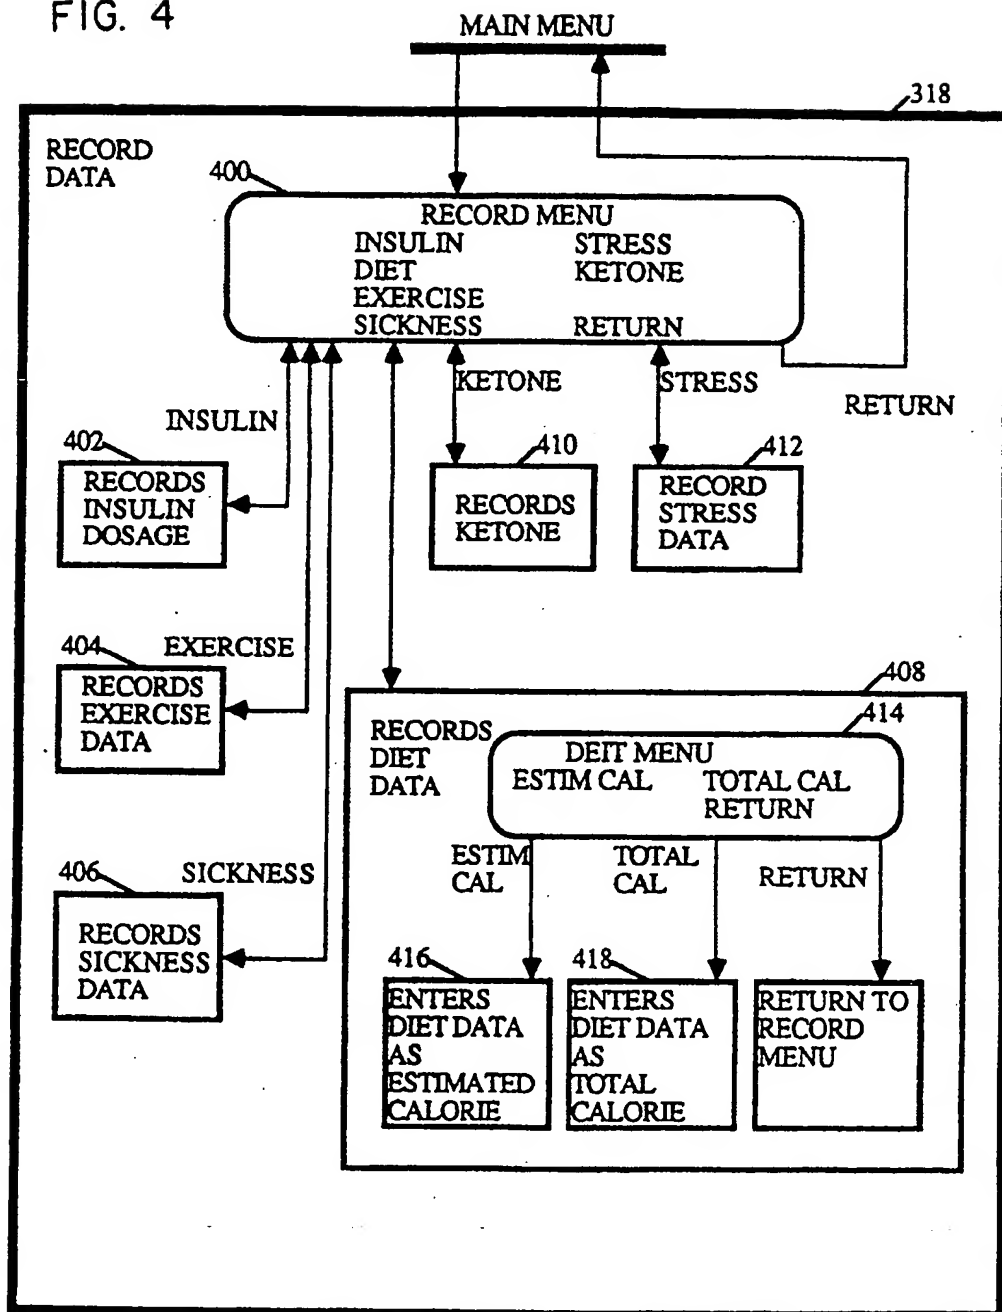 FIG. 4
MAIN MENU
318
RECORD
DATA
400
RECORD MENU
INSULIN STRESS
DIET KETONE
EXERCISE
SICKNESS RETURN
KETONE
STRESS
RETURN
INSULIN
402
RECORDS
INSULIN
DOSAGE
410
RECORDS
KETONE
412
RECORD
STRESS
DATA
404
EXERCISE
RECORDS
EXERCISE
DATA
406
SICKNESS
RECORDS
SICKNESS
DATA
408
RECORDS
DIET
DATA
414
DEIT MENU
ESTIM CAL TOTAL CAL
RETURN
ESTIM
CAL
TOTAL
CAL
RETURN
416
ENTERS
DIET DATA
AS
ESTIMATED
CALORIE
418
ENTERS
DIET DATA
AS
TOTAL
CALORIE
RETURN TO
RECORD
MENU